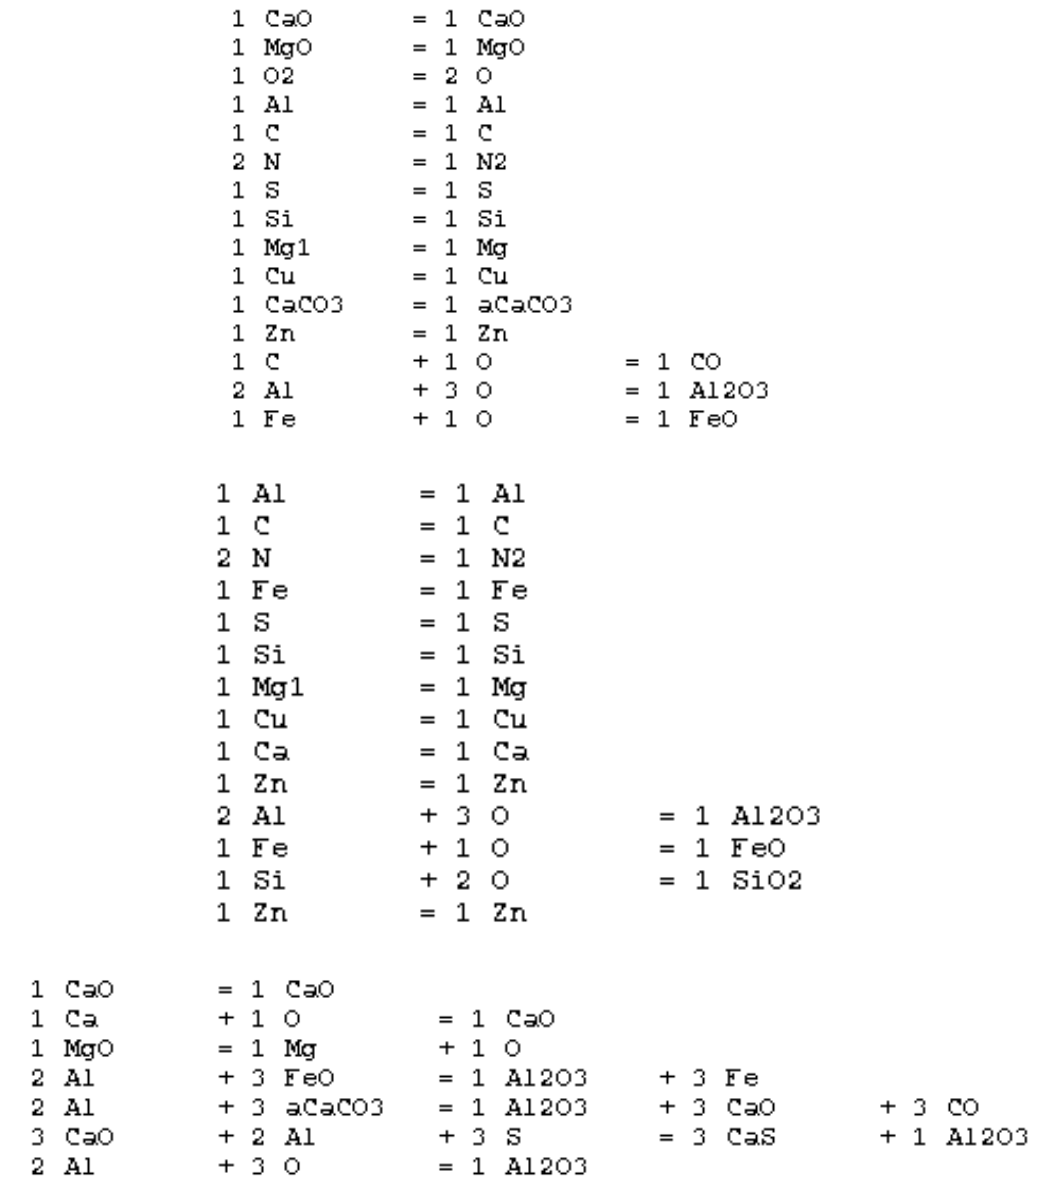 1 CaO = 1 CaO
1 MgO = 1 MgO
1 O2 = 2 O
1 Al = 1 Al
1 C = 1 C
2 N = 1 N2
1 S = 1 S
1 Si = 1 Si
1 Mg1 = 1 Mg
1 Cu = 1 Cu
1 CaCO3 = 1 aCaCO3
1 Zn = 1 Zn
1 C + 1 O = 1 CO
2 Al + 3 O = 1 Al2O3
1 Fe + 1 O = 1 FeO
1 Al = 1 Al
1 C = 1 C
2 N = 1 N2
1 Fe = 1 Fe
1 S = 1 S
1 Si = 1 Si
1 Mg1 = 1 Mg
1 Cu = 1 Cu
1 Ca = 1 Ca
1 Zn = 1 Zn
2 Al + 3 O = 1 Al2O3
1 Fe + 1 O = 1 FeO
1 Si + 2 O = 1 SiO2
1 Zn = 1 Zn
1 CaO = 1 CaO
1 Ca + 1 O = 1 CaO
1 MgO = 1 Mg + 1 O
2 Al + 3 FeO = 1 Al2O3 + 3 Fe
2 Al + 3 aCaCO3 = 1 Al2O3 + 3 CaO + 3 CO
3 CaO + 2 Al + 3 S = 3 CaS + 1 Al2O3
2 Al + 3 O = 1 Al2O3